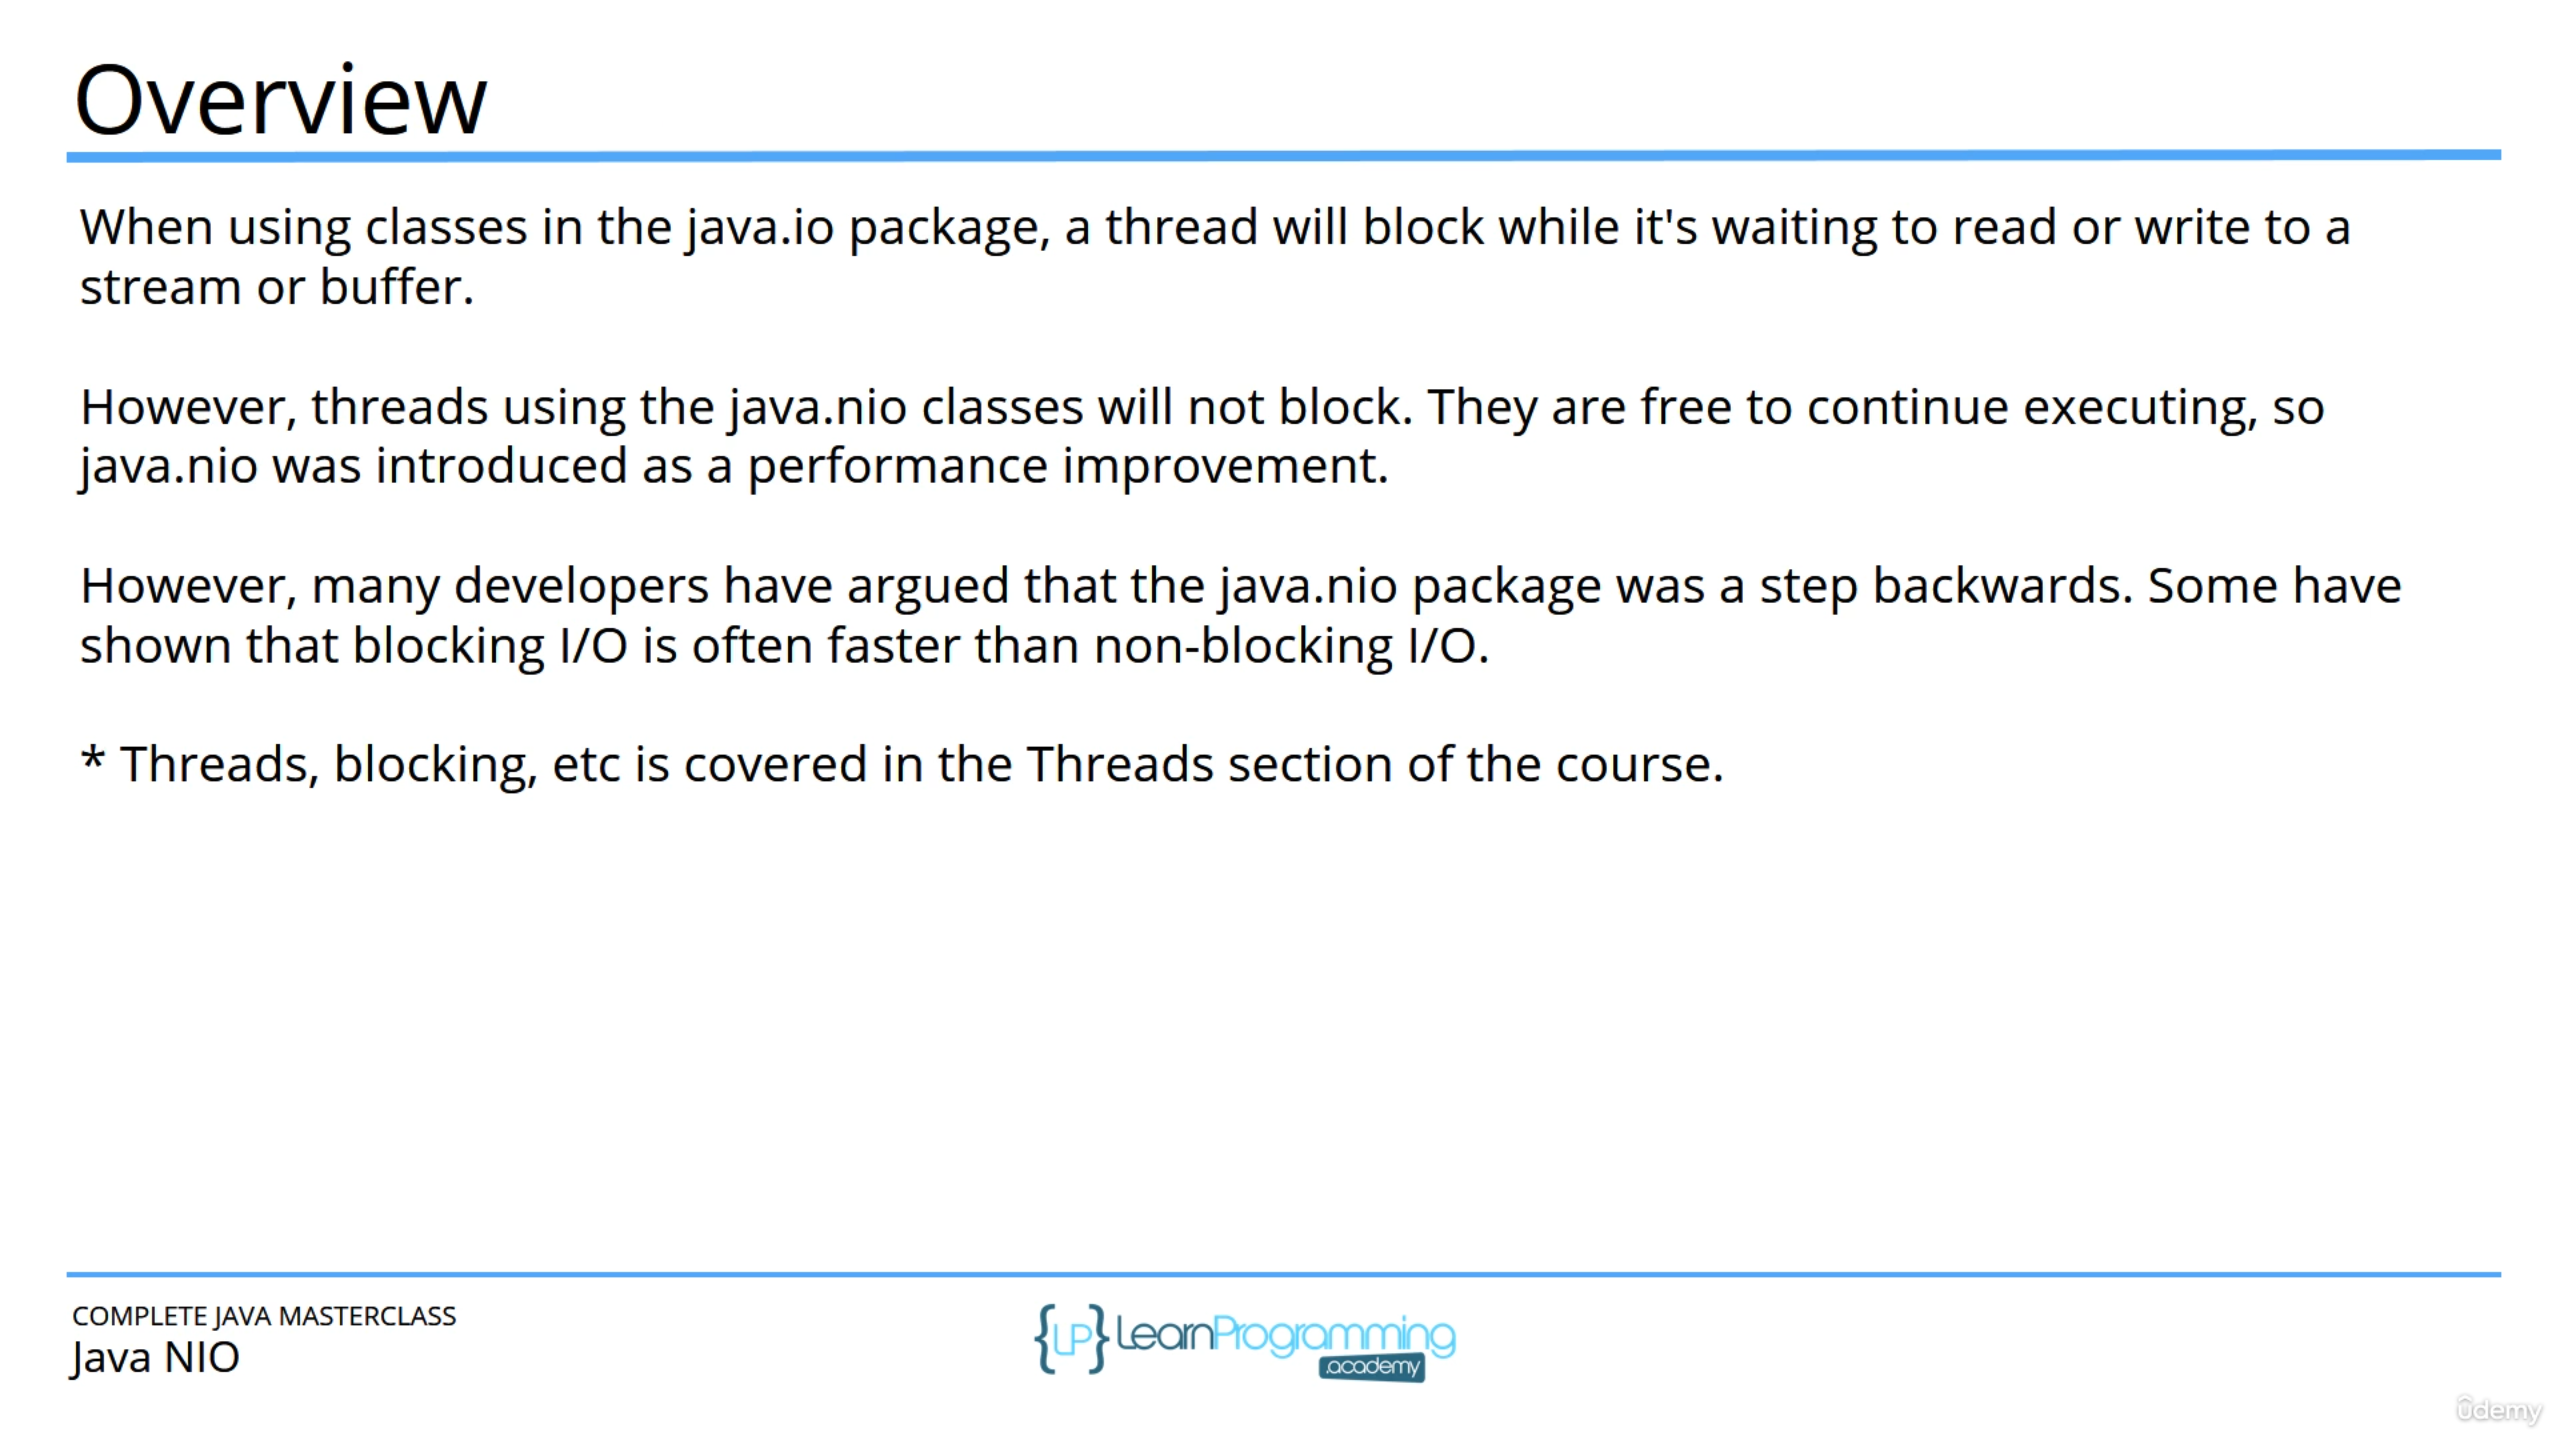 Overview
When using classes in the java.io package, a thread will block while it's waiting to read or write to a
stream or buffer.
However, threads using the java.nio classes will not block. They are free to continue executing, so
java.nio was introduced as a performance improvement.
However, many developers have argued that the java.nio package was a step backwards. Some have
shown that blocking I/O is often faster than non-blocking I/O.
* Threads, blocking, etc is covered in the Threads section of the course.
COMPLETE JAVA MASTERCLASS
Java NIO
{LP} LearnProgramming
.academy
ûdemy